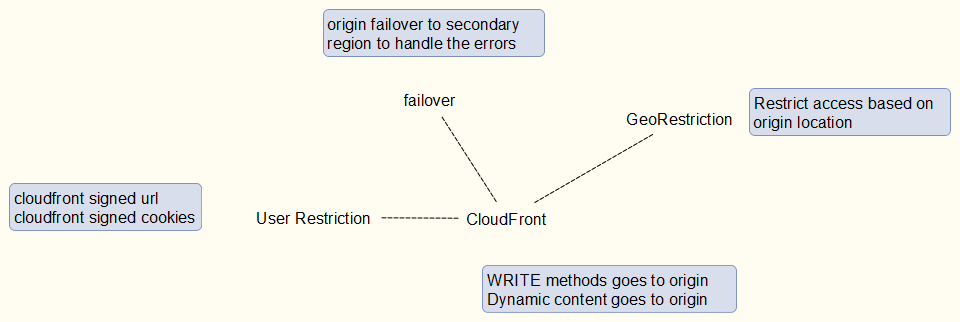 origin failover to secondary
region to handle the errors
failover
GeoRestriction
Restrict access based on
origin location
cloudfront signed url
cloudfront signed cookies
User Restriction
CloudFront
WRITE methods goes to origin
Dynamic content goes to origin